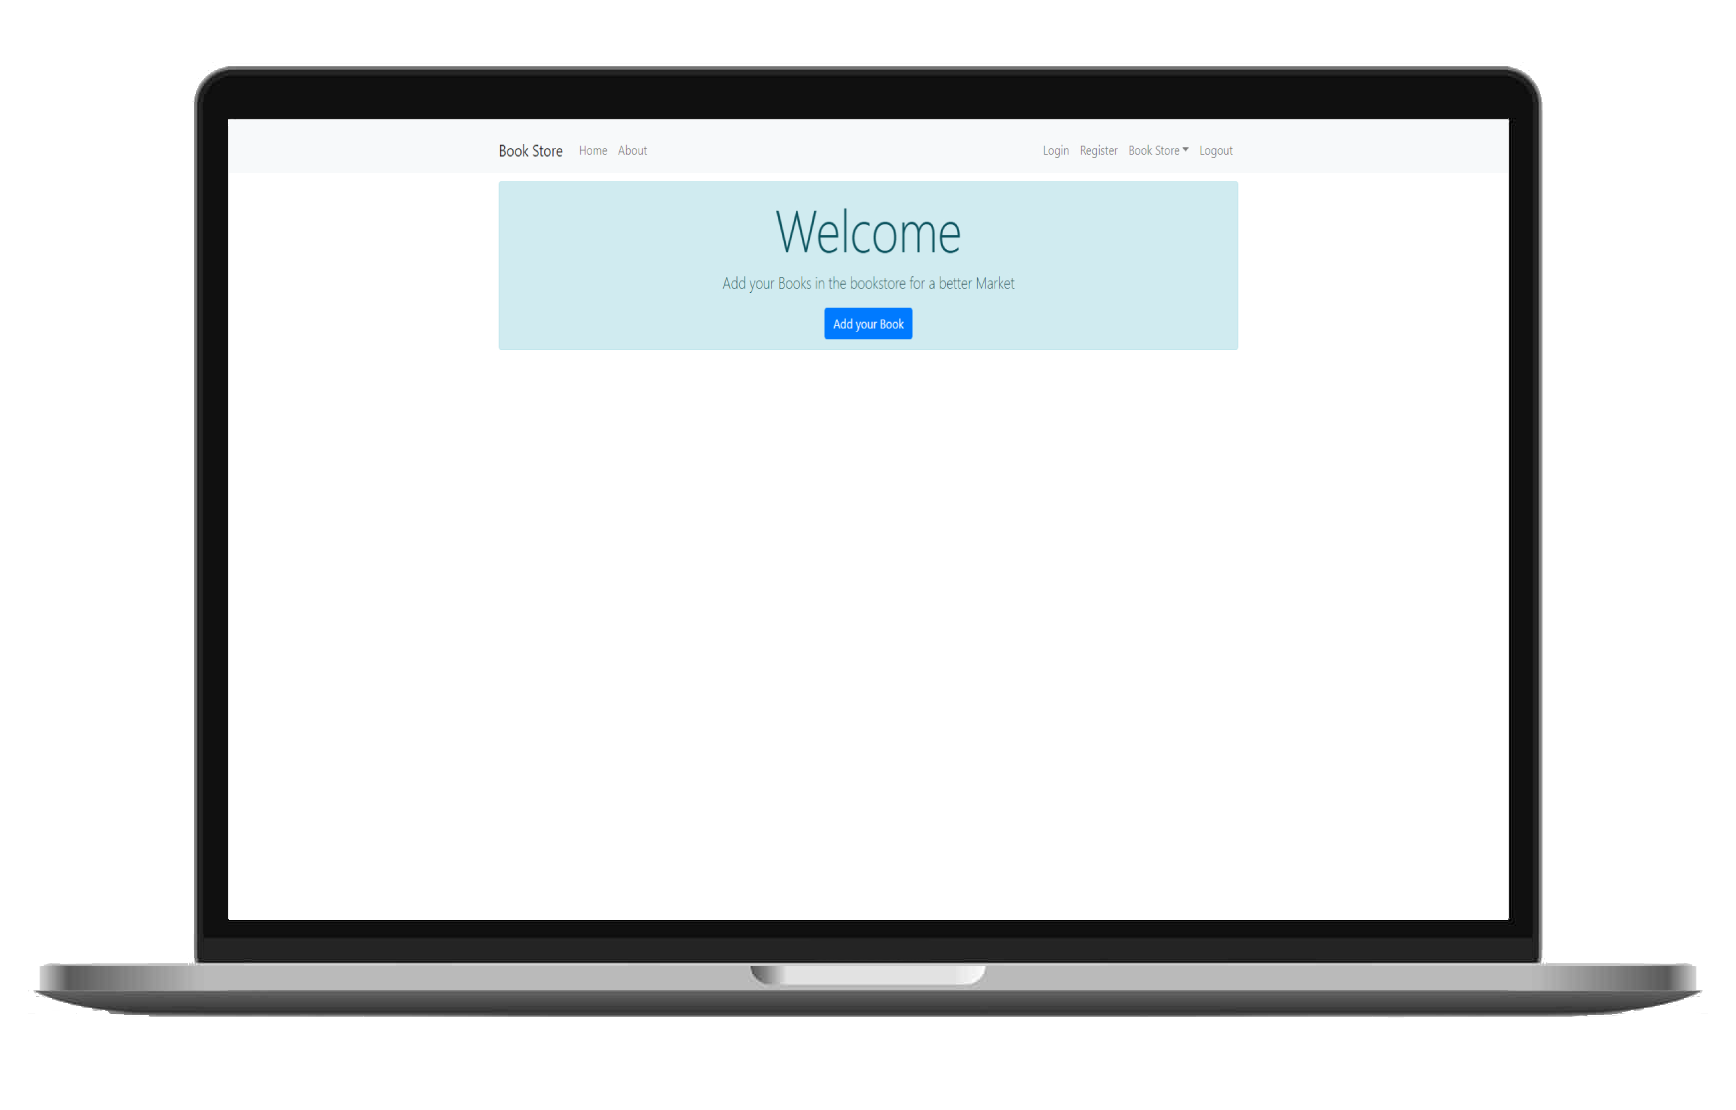 Book Store Home About Login Register Book Store Logout
Welcome
Add your Books in the bookstore for a better Market
Add your Book